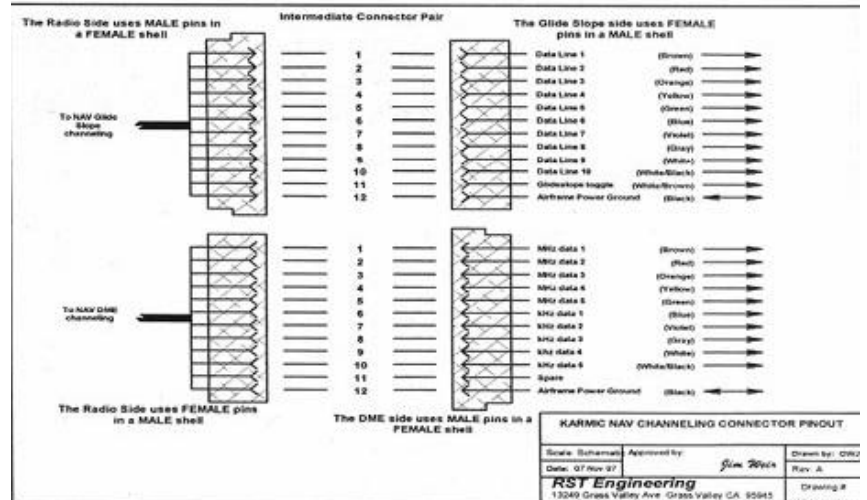 The Radio Side uses MALE pins in
a FEMALE shell
Intermediate Connector Pair
The Glide Slope side uses FEMALE
pins in a MALE shell
To NAV Glide
Slope
channeling
1 Data Line 1 (Brown)
2 Data Line 2 (Red)
3 Data Line 3 (Orange)
4 Data Line 4 (Yellow)
5 Data Line 5 (Green)
6 Data Line 6 (Blue)
7 Data Line 7 (Violet)
8 Data Line 8 (Gray)
9 Data Line 9 (White)
10 Data Line 10 (White/Black)
11 Glideslope toggle (White/Brown)
12 Airframe Power Ground (Black)
To NAV DME
channeling
1 MHz data 1 (Brown)
2 MHz data 2 (Red)
3 MHz data 3 (Orange)
4 MHz data 4 (Yellow)
5 MHz data 5 (Green)
6 kHz data 1 (Blue)
7 kHz data 2 (Violet)
8 kHz data 3 (Gray)
9 khz data 4 (White)
10 kHz data 5 (White/Black)
11 Spare
12 Airframe Power Ground (Black)
The Radio Side uses FEMALE pins
in a MALE shell
The DME side uses MALE pins in a
FEMALE shell
KARMIC NAV CHANNELING CONNECTOR PINOUT
Scale: Schematic Approved by: Drawn by:
Date: 07 Nov 97 Jim Weir Rev. A
RST Engineering Drawing #
13249 Grass Valley Ave Grass Valley CA 95945